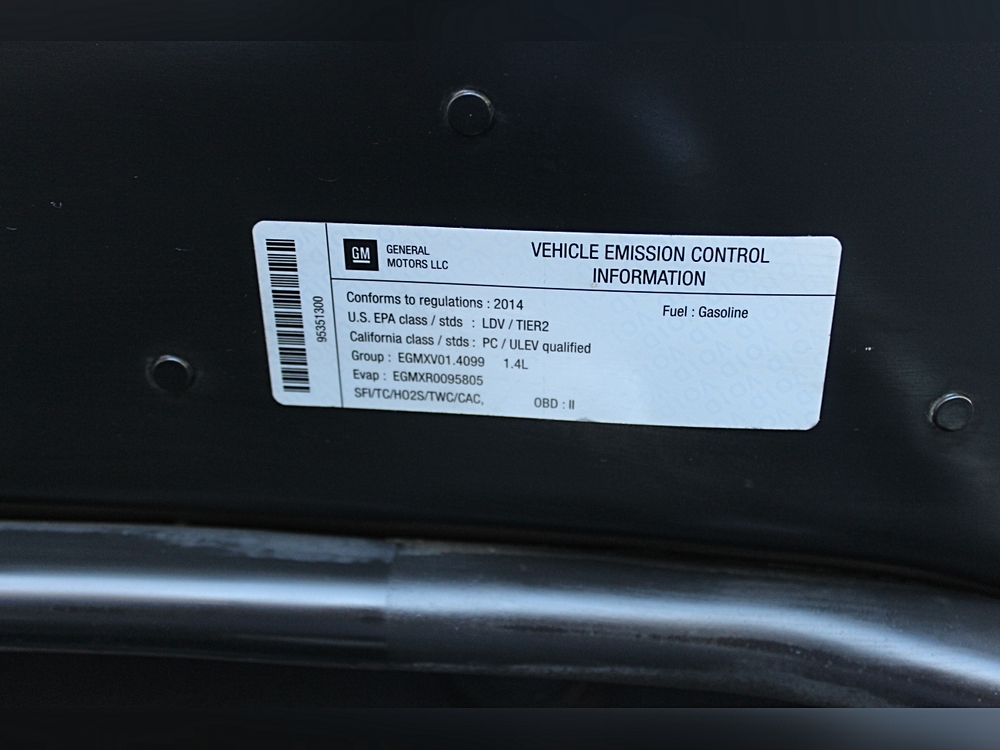 GM GENERAL
MOTORS LLC
VEHICLE EMISSION CONTROL
INFORMATION
95351300
Conforms to regulations : 2014
Fuel : Gasoline
U.S. EPA class / stds : LDV / TIER2
California class / stds : PC / ULEV qualified
Group : EGMXV01.4099 1.4L
Evap : EGMXR0095805
SFI/TC/HO2S/TWC/CAC, OBD : II